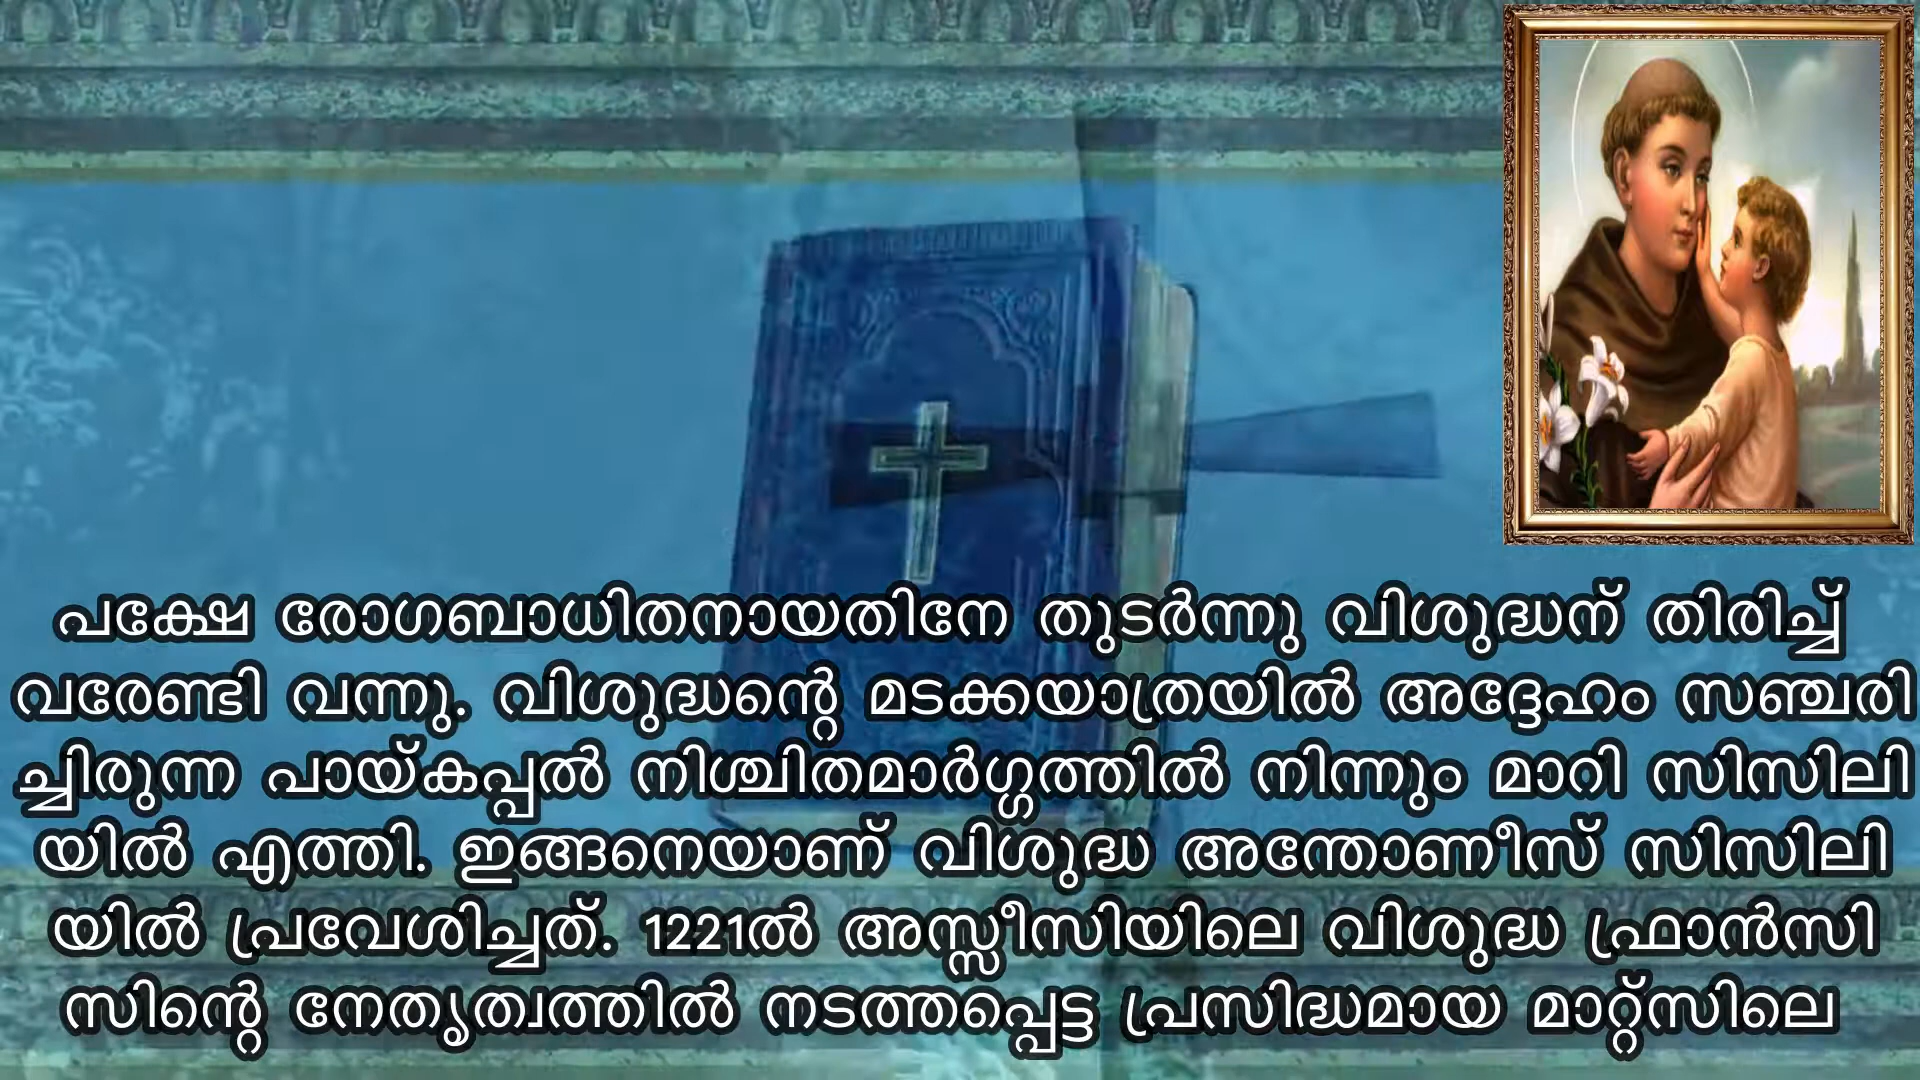 പക്ഷേ രോഗബാധിതനായതിനേ തുടർന്നു വിശുദ്ധന് തിരിച്ച്
വരേണ്ടി വന്നു. വിശുദ്ധന്റെ മടക്കയാത്രയിൽ അദ്ദേഹം സഞ്ചരി
ച്ചിരുന്ന പായ്കപ്പൽ നിശ്ചിതമാർഗ്ഗത്തിൽ നിന്നും മാറി സിസിലി
യിൽ എത്തി. ഇങ്ങനെയാണ് വിശുദ്ധ അന്തോണീസ് സിസിലി
യിൽ പ്രവേശിച്ചത്. 1221ൽ അസ്സീസിയിലെ വിശുദ്ധ ഫ്രാൻസി
സിന്റെ നേതൃത്വത്തിൽ നടത്തപ്പെട്ട പ്രസിദ്ധമായ മാറ്റ്സിലെ